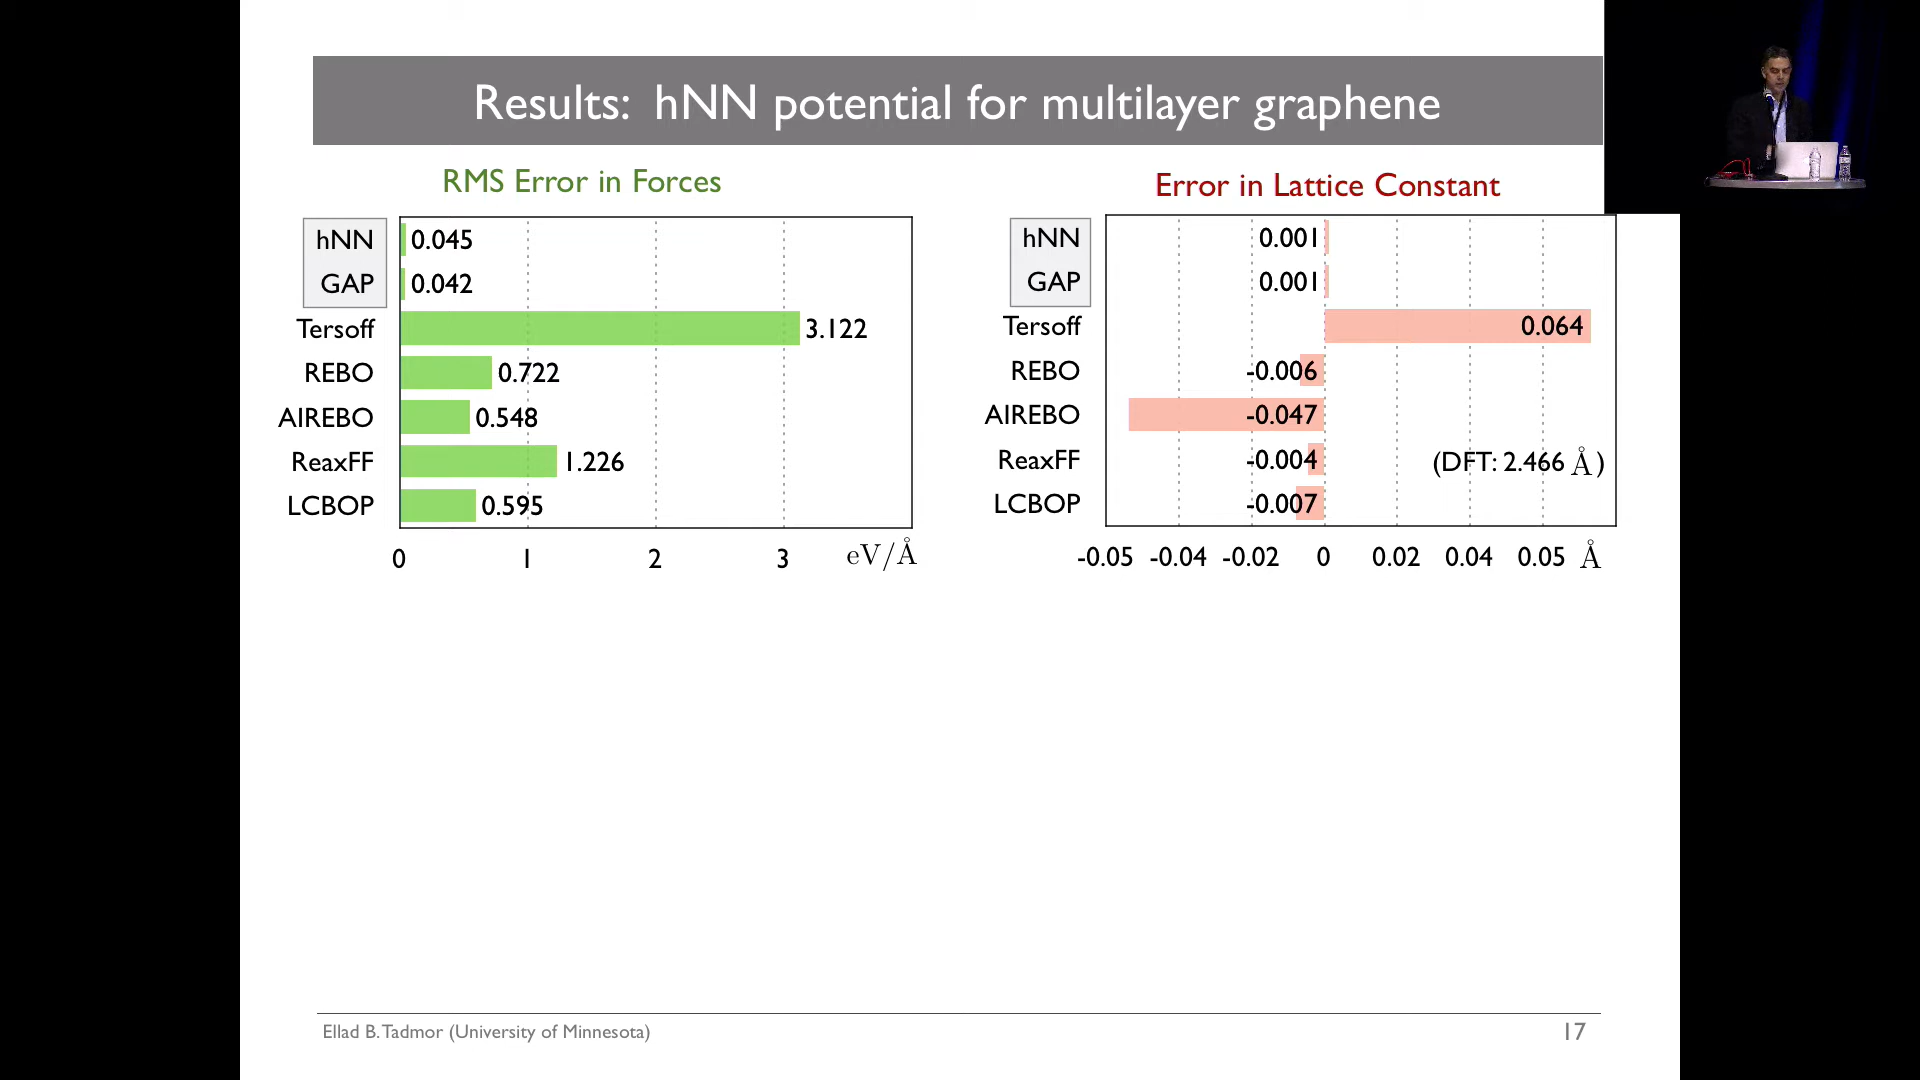 Results: hNN potential for multilayer graphene
RMS Error in Forces
hNN 0.045
GAP 0.042
Tersoff 3.122
REBO 0.722
AIREBO 0.548
ReaxFF 1.226
LCBOP 0.595
0 1 2 3 eV/Å
Error in Lattice Constant
hNN 0.001
GAP 0.001
Tersoff 0.064
REBO -0.006
AIREBO -0.047
ReaxFF -0.004 (DFT: 2.466 Å)
LCBOP -0.007
-0.05 -0.04 -0.02 0 0.02 0.04 0.05 Å
Ellad B. Tadmor (University of Minnesota)
17